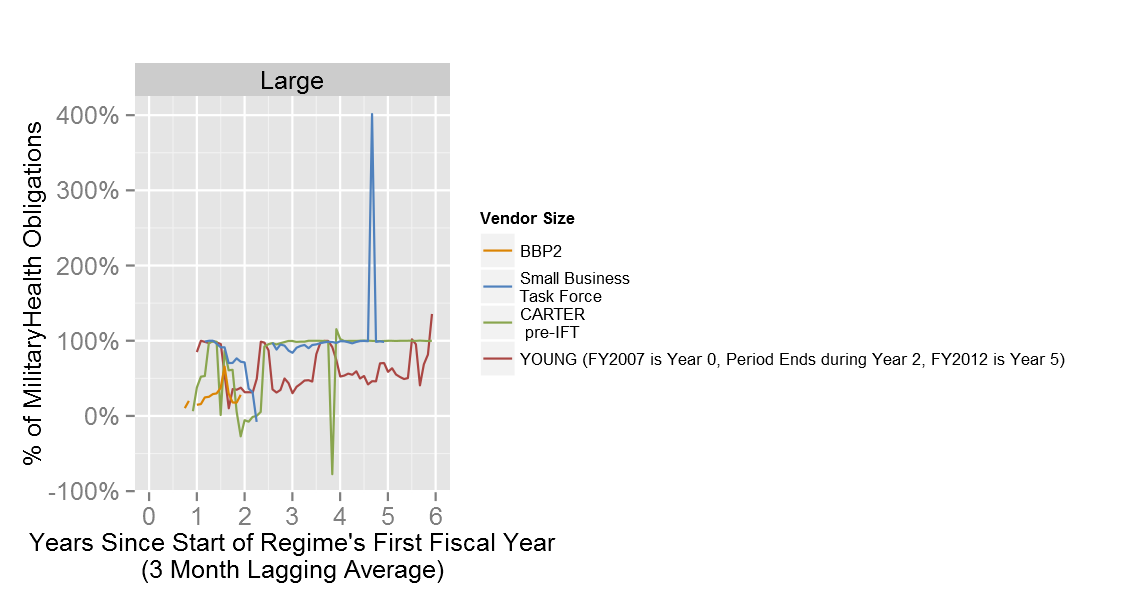 Large
400%
300%
200%
100%
0%
-100%
0 1 2 3 4 5 6
% of MilitaryHealth Obligations
Years Since Start of Regime's First Fiscal Year
(3 Month Lagging Average)
Vendor Size
BBP2
Small Business
Task Force
CARTER
pre-IFT
YOUNG (FY2007 is Year 0, Period Ends during Year 2, FY2012 is Year 5)